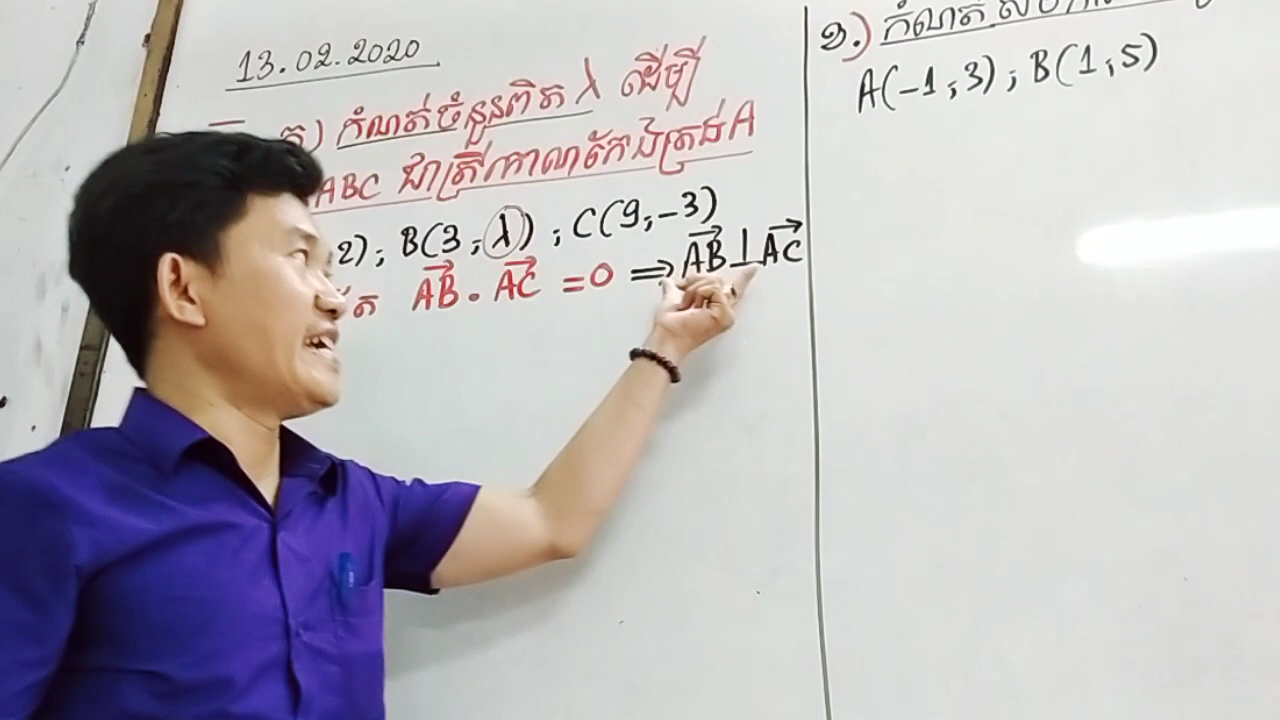 13.02.2020
ក) កំណត់ចំនួនពិត λ ដើម្បី
ABC ជាត្រីកោណកែងត្រង់ A
2) ; B(3 ; λ) ; C(9 ; -3)
AB . AC = 0 ⟹ AB ⊥ AC
២.) កំណត់
A(-1 ; 3) ; B(1 ; 5)